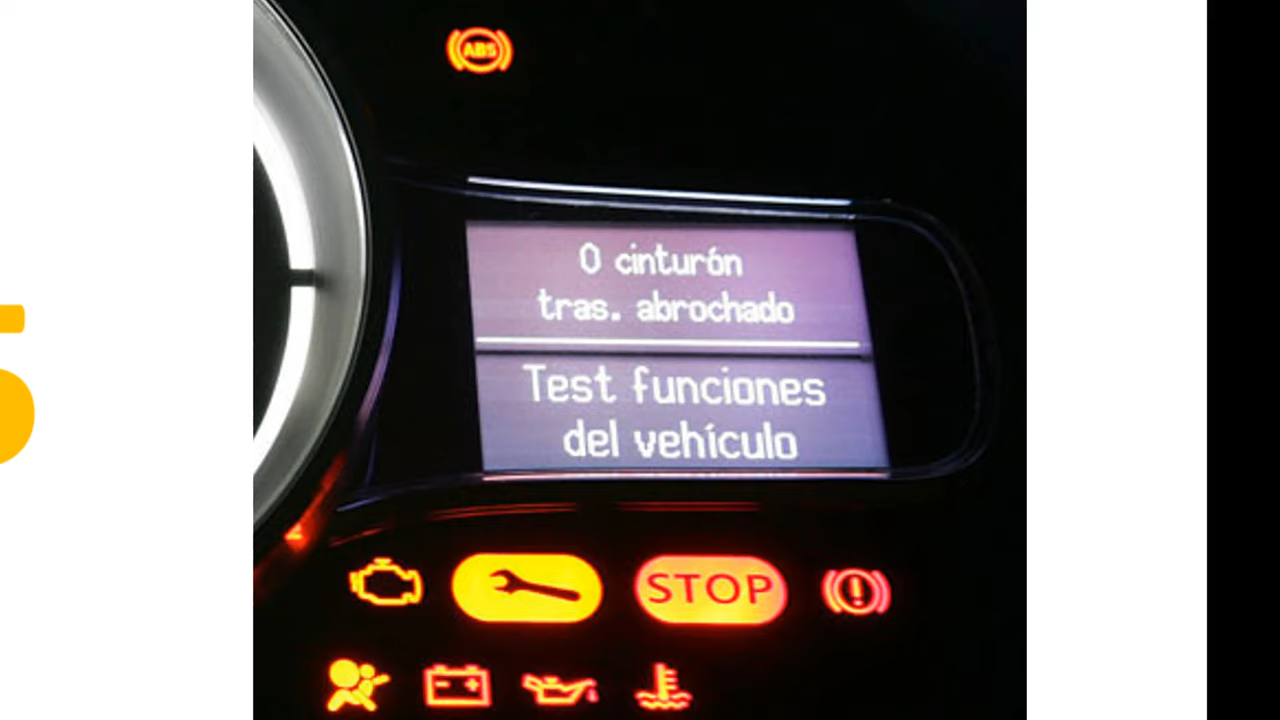 ABS
0 cinturón
tras. abrochado
Test funciones
del vehículo
STOP